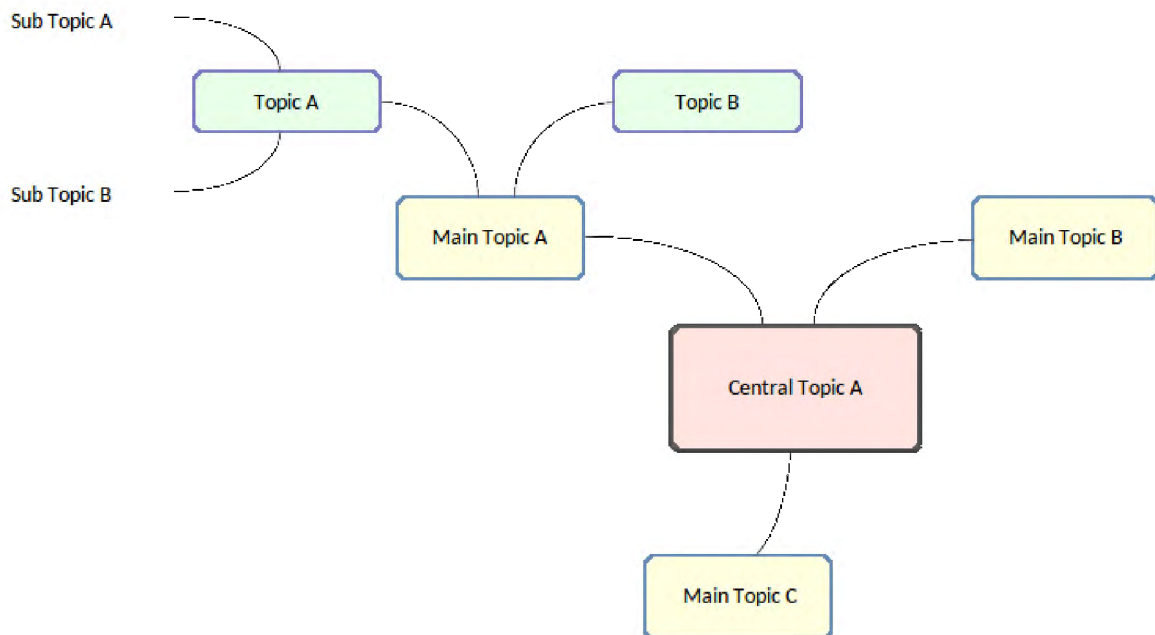 Sub Topic A
Topic A
Topic B
Sub Topic B
Main Topic A
Main Topic B
Central Topic A
Main Topic C